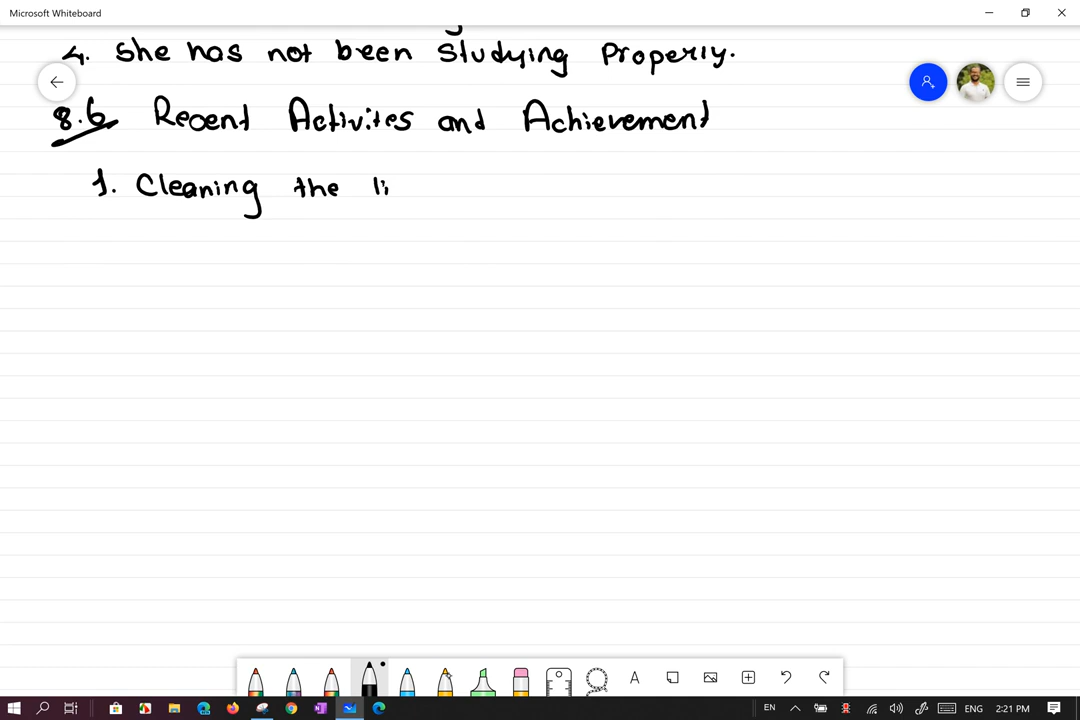 Microsoft Whiteboard
4. She has not been studying Properly.
8.6 Recent Activites and Achievement
1. Cleaning the li
A
EN
ENG
2:21 PM